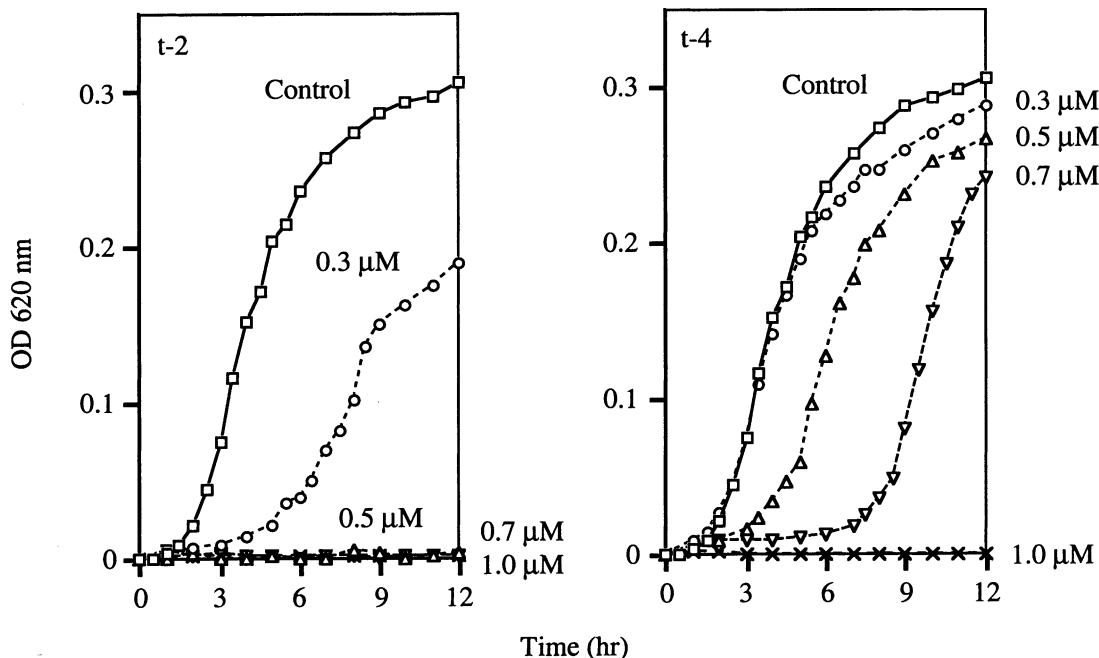 t-2
Control
0.3
0.2
0.1
0
0.3 µM
0.5 µM
0.7 µM
1.0 µM
0 3 6 9 12
t-4
Control
0.3
0.2
0.1
0
0.3 µM
0.5 µM
0.7 µM
1.0 µM
0 3 6 9 12
OD 620 nm
Time (hr)